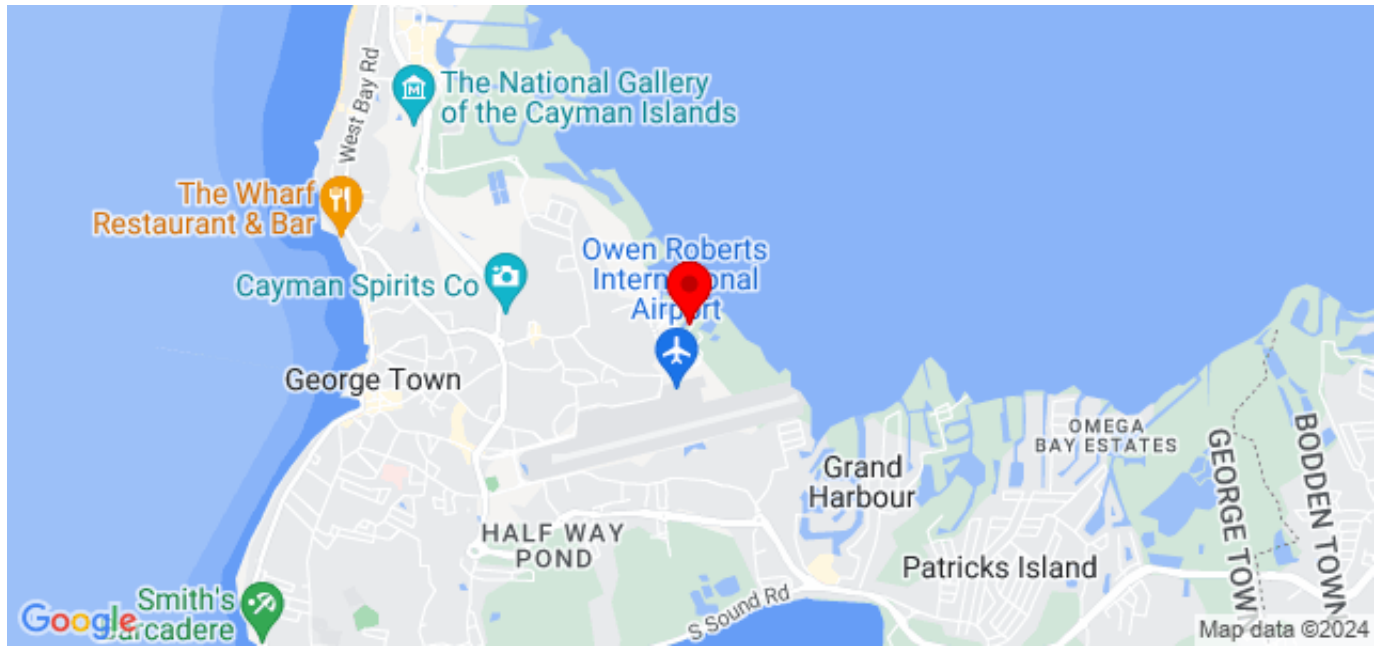 West Bay Rd
The National Gallery
of the Cayman Islands
The Wharf
Restaurant & Bar
Owen Roberts
International
Airport
Cayman Spirits Co
George Town
OMEGA
BAY ESTATES
GEORGE TOWN
BODDEN TOWN
Grand
Harbour
HALF WAY
POND
Patricks Island
S Sound Rd
Smith's
Barcadere
Google
Map data ©2024